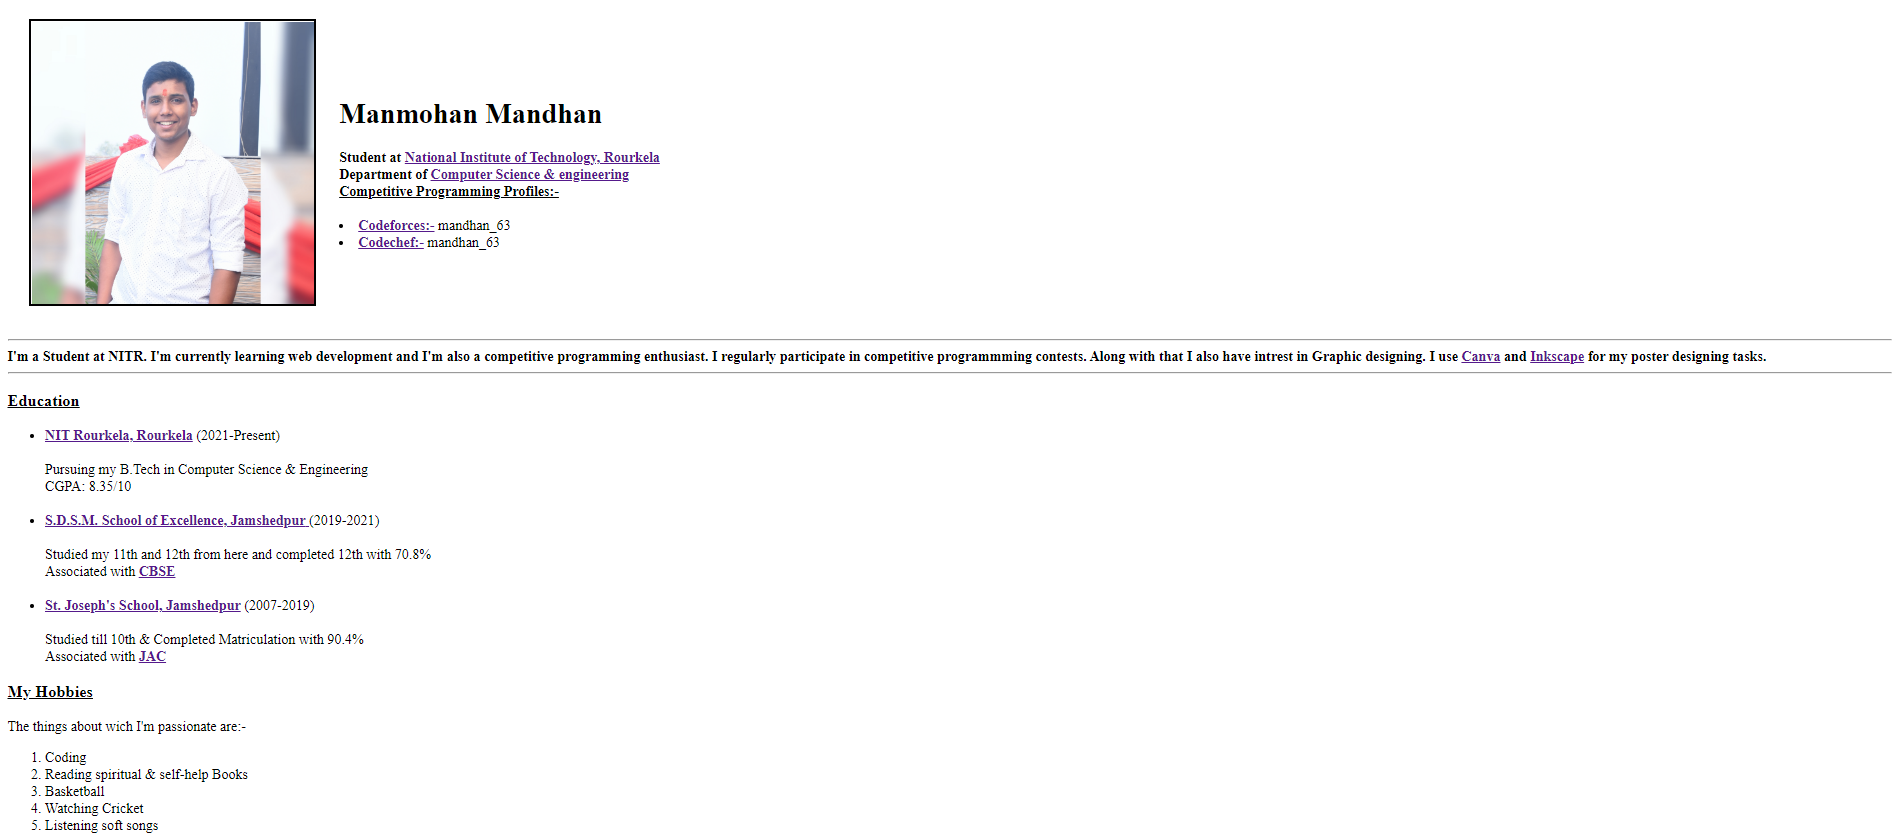 Manmohan Mandhan
Student at National Institute of Technology, Rourkela
Department of Computer Science & engineering
Competitive Programming Profiles:-
• Codeforces:- mandhan_63
• Codechef:- mandhan_63
I'm a Student at NITR. I'm currently learning web development and I'm also a competitive programming enthusiast. I regularly participate in competitive programmming contests. Along with that I also have intrest in Graphic designing. I use Canva and Inkscape for my poster designing tasks.
Education
• NIT Rourkela, Rourkela (2021-Present)
Pursuing my B.Tech in Computer Science & Engineering
CGPA: 8.35/10
• S.D.S.M. School of Excellence, Jamshedpur (2019-2021)
Studied my 11th and 12th from here and completed 12th with 70.8%
Associated with CBSE
• St. Joseph's School, Jamshedpur (2007-2019)
Studied till 10th & Completed Matriculation with 90.4%
Associated with JAC
My Hobbies
The things about wich I'm passionate are:-
1. Coding
2. Reading spiritual & self-help Books
3. Basketball
4. Watching Cricket
5. Listening soft songs